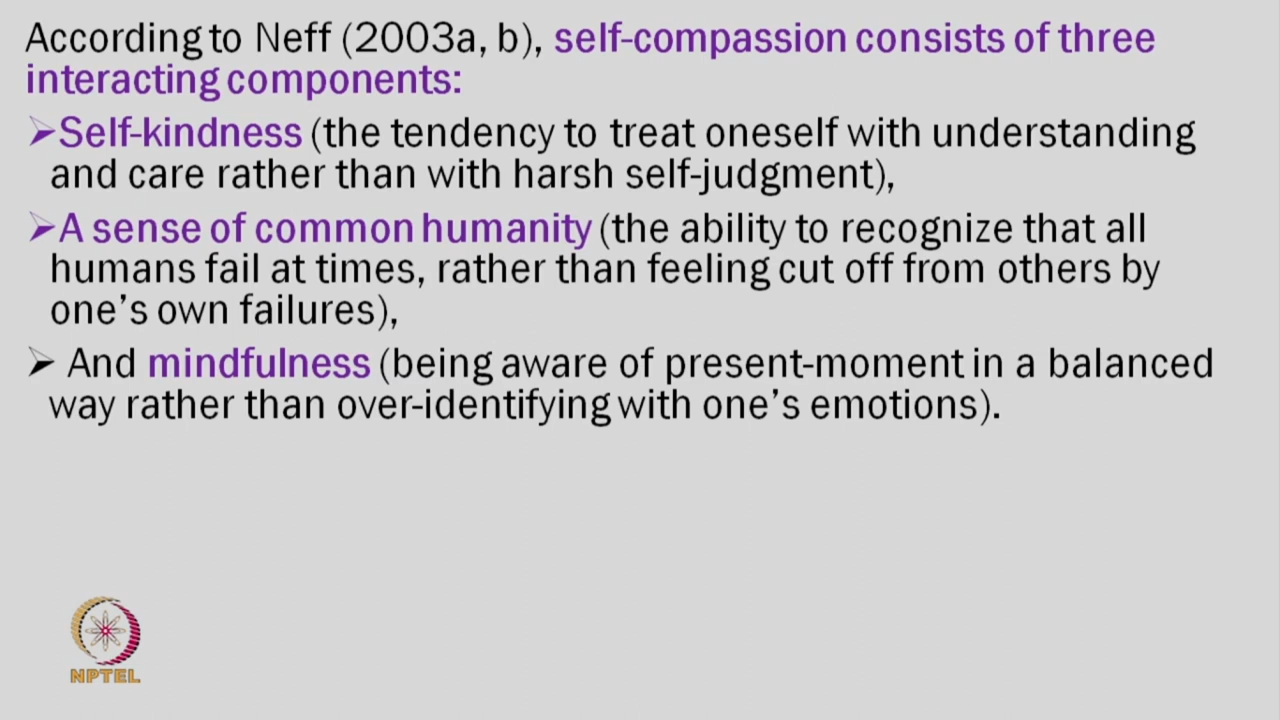 According to Neff (2003a, b), self-compassion consists of three
interacting components:
➢Self-kindness (the tendency to treat oneself with understanding
and care rather than with harsh self-judgment),
➢A sense of common humanity (the ability to recognize that all
humans fail at times, rather than feeling cut off from others by
one’s own failures),
➢ And mindfulness (being aware of present-moment in a balanced
way rather than over-identifying with one’s emotions).
NPTEL